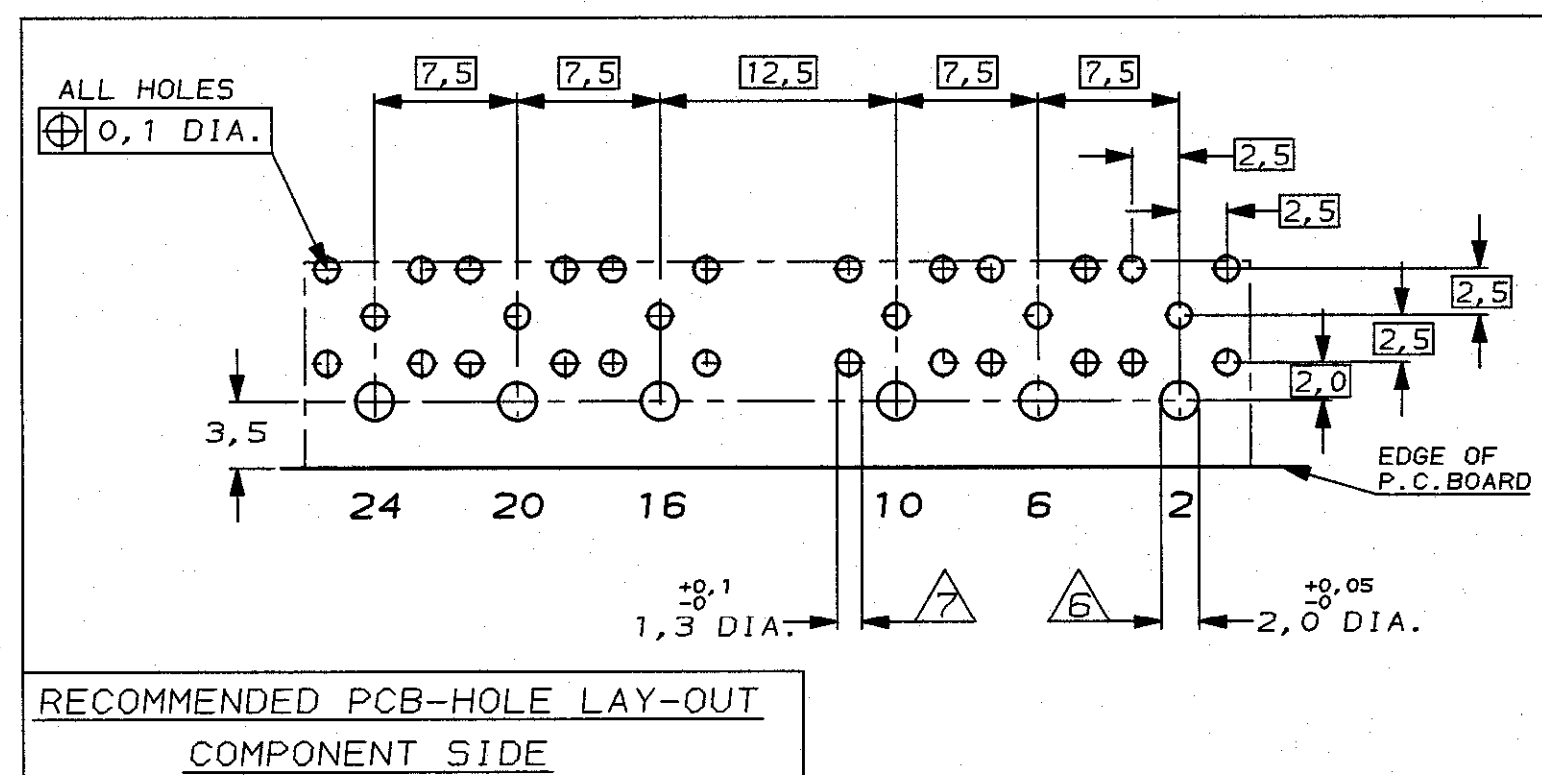 7,5 7,5 12,5 7,5 7,5
ALL HOLES
⌖ 0,1 DIA.
2,5
2,5
2,5
2,5
2,0
3,5
EDGE OF
P.C.BOARD
24 20 16 10 6 2
+0,1
-0
1,3 DIA.
7
6
+0,05
-0
2,0 DIA.
RECOMMENDED PCB-HOLE LAY-OUT
COMPONENT SIDE